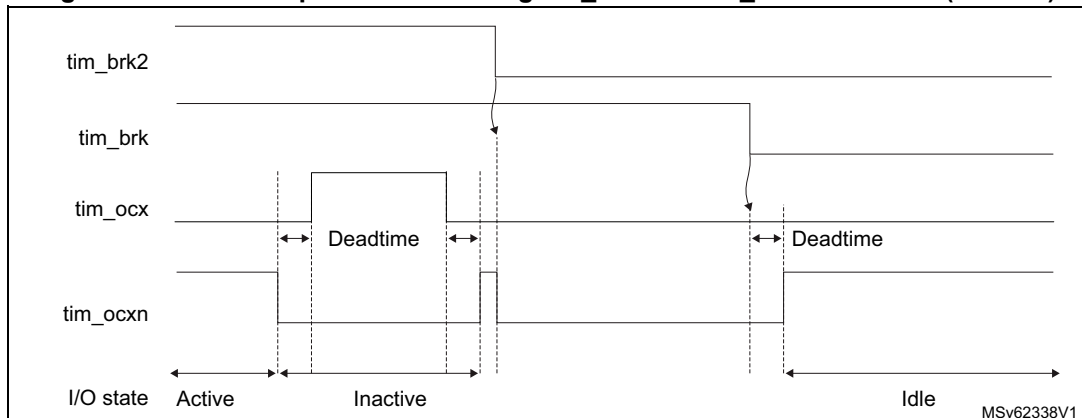 tim_brk2
tim_brk
tim_ocx
Deadtime
Deadtime
tim_ocxn
I/O state
Active
Inactive
Idle
MSv62338V1